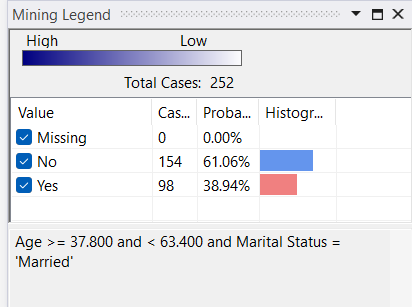 Mining Legend
High Low
Total Cases: 252
Value Cas... Proba... Histogr...
Missing 0 0.00%
No 154 61.06%
Yes 98 38.94%
Age >= 37.800 and < 63.400 and Marital Status =
'Married'